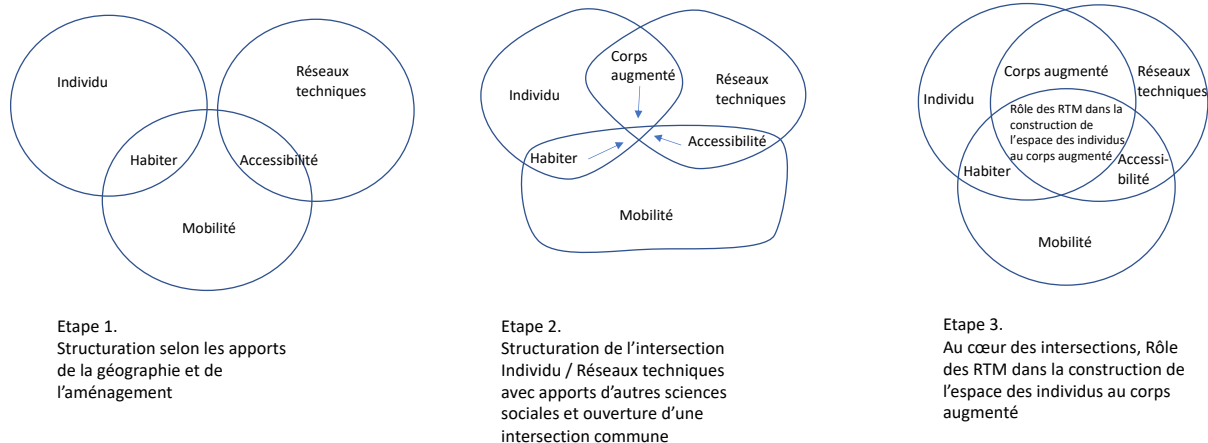 Individu
Réseaux
techniques
Habiter
Accessibilité
Mobilité
Etape 1.
Structuration selon les apports
de la géographie et de
l’aménagement
Corps
augmenté
Individu
Réseaux
techniques
Habiter
Accessibilité
Mobilité
Etape 2.
Structuration de l’intersection
Individu / Réseaux techniques
avec apports d’autres sciences
sociales et ouverture d’une
intersection commune
Corps augmenté
Réseaux
techniques
Individu
Rôle des RTM dans la
construction de
l’espace des individus
au corps augmenté
Habiter
Accessi-
bilité
Mobilité
Etape 3.
Au cœur des intersections, Rôle
des RTM dans la construction de
l’espace des individus au corps
augmenté